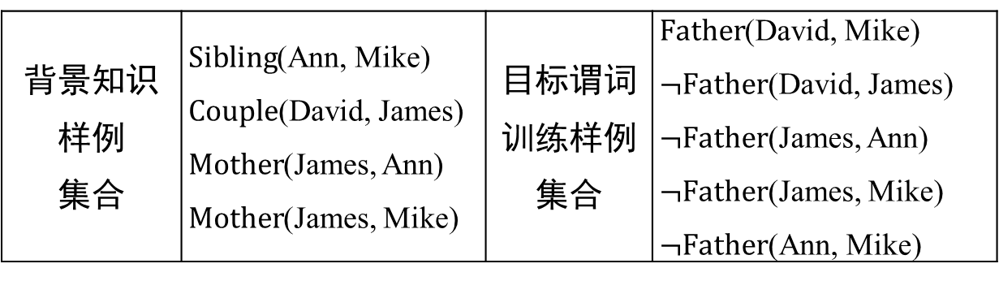 背景知识
样例
集合
Sibling(Ann, Mike)
Couple(David, James)
Mother(James, Ann)
Mother(James, Mike)
目标谓词
训练样例
集合
Father(David, Mike)
¬Father(David, James)
¬Father(James, Ann)
¬Father(James, Mike)
¬Father(Ann, Mike)